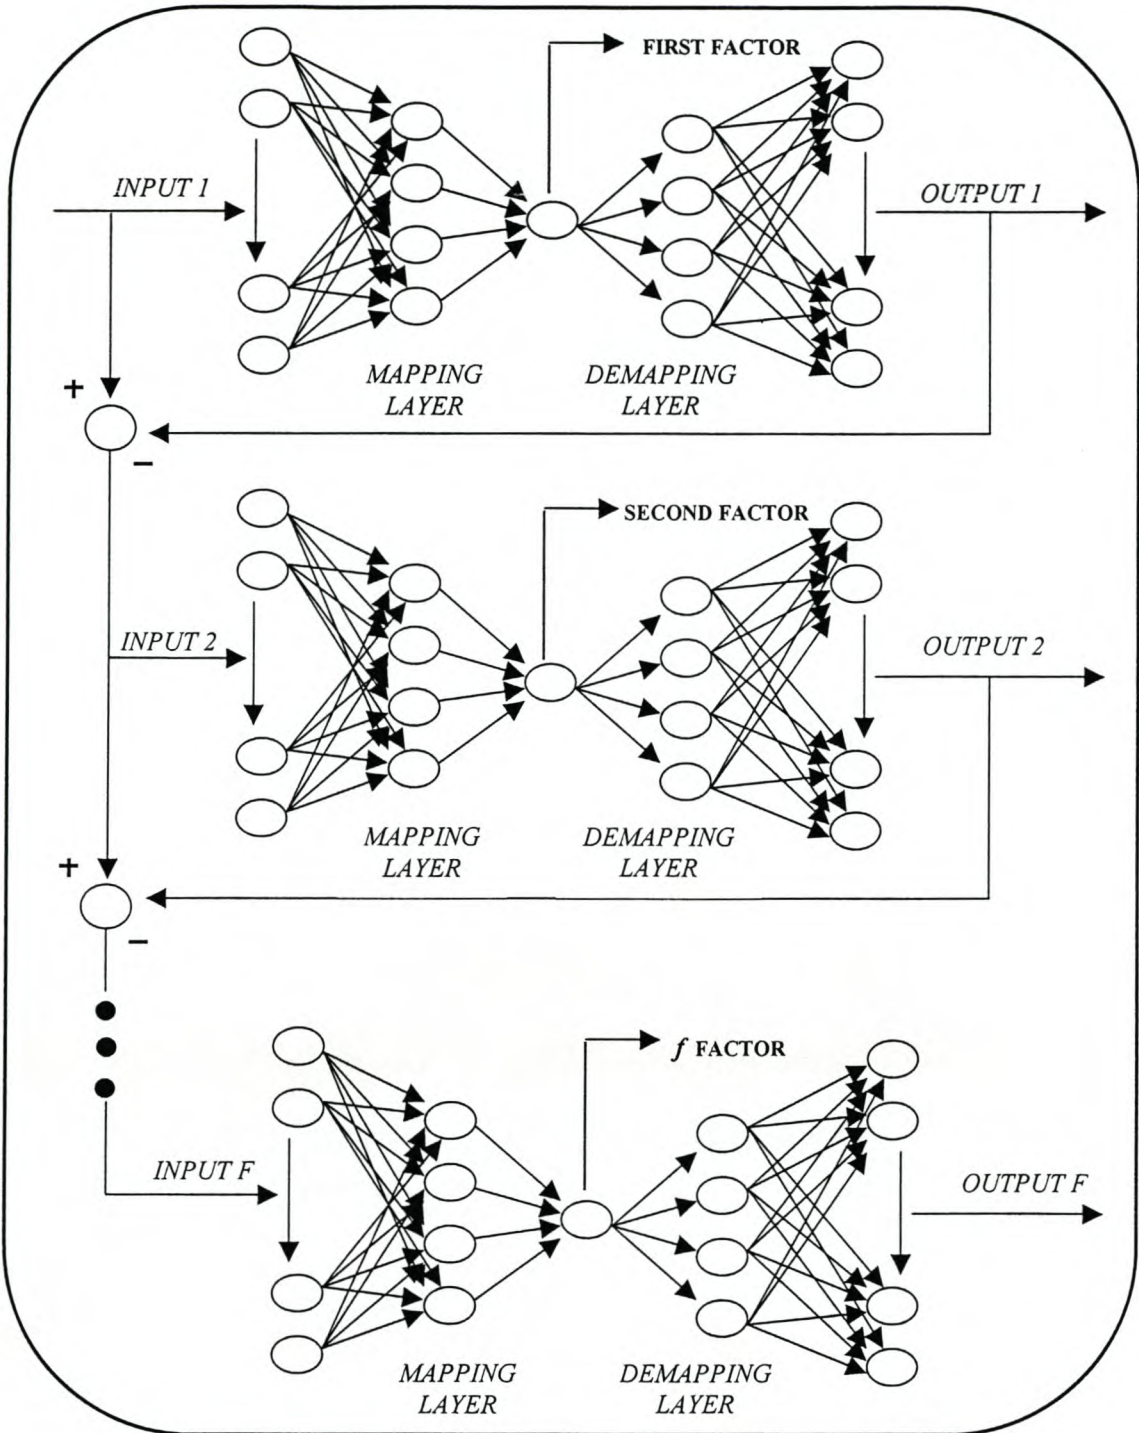 FIRST FACTOR
INPUT 1
OUTPUT 1
MAPPING
LAYER
DEMAPPING
LAYER
+
−
SECOND FACTOR
INPUT 2
OUTPUT 2
MAPPING
LAYER
DEMAPPING
LAYER
+
−
f FACTOR
INPUT F
OUTPUT F
MAPPING
LAYER
DEMAPPING
LAYER